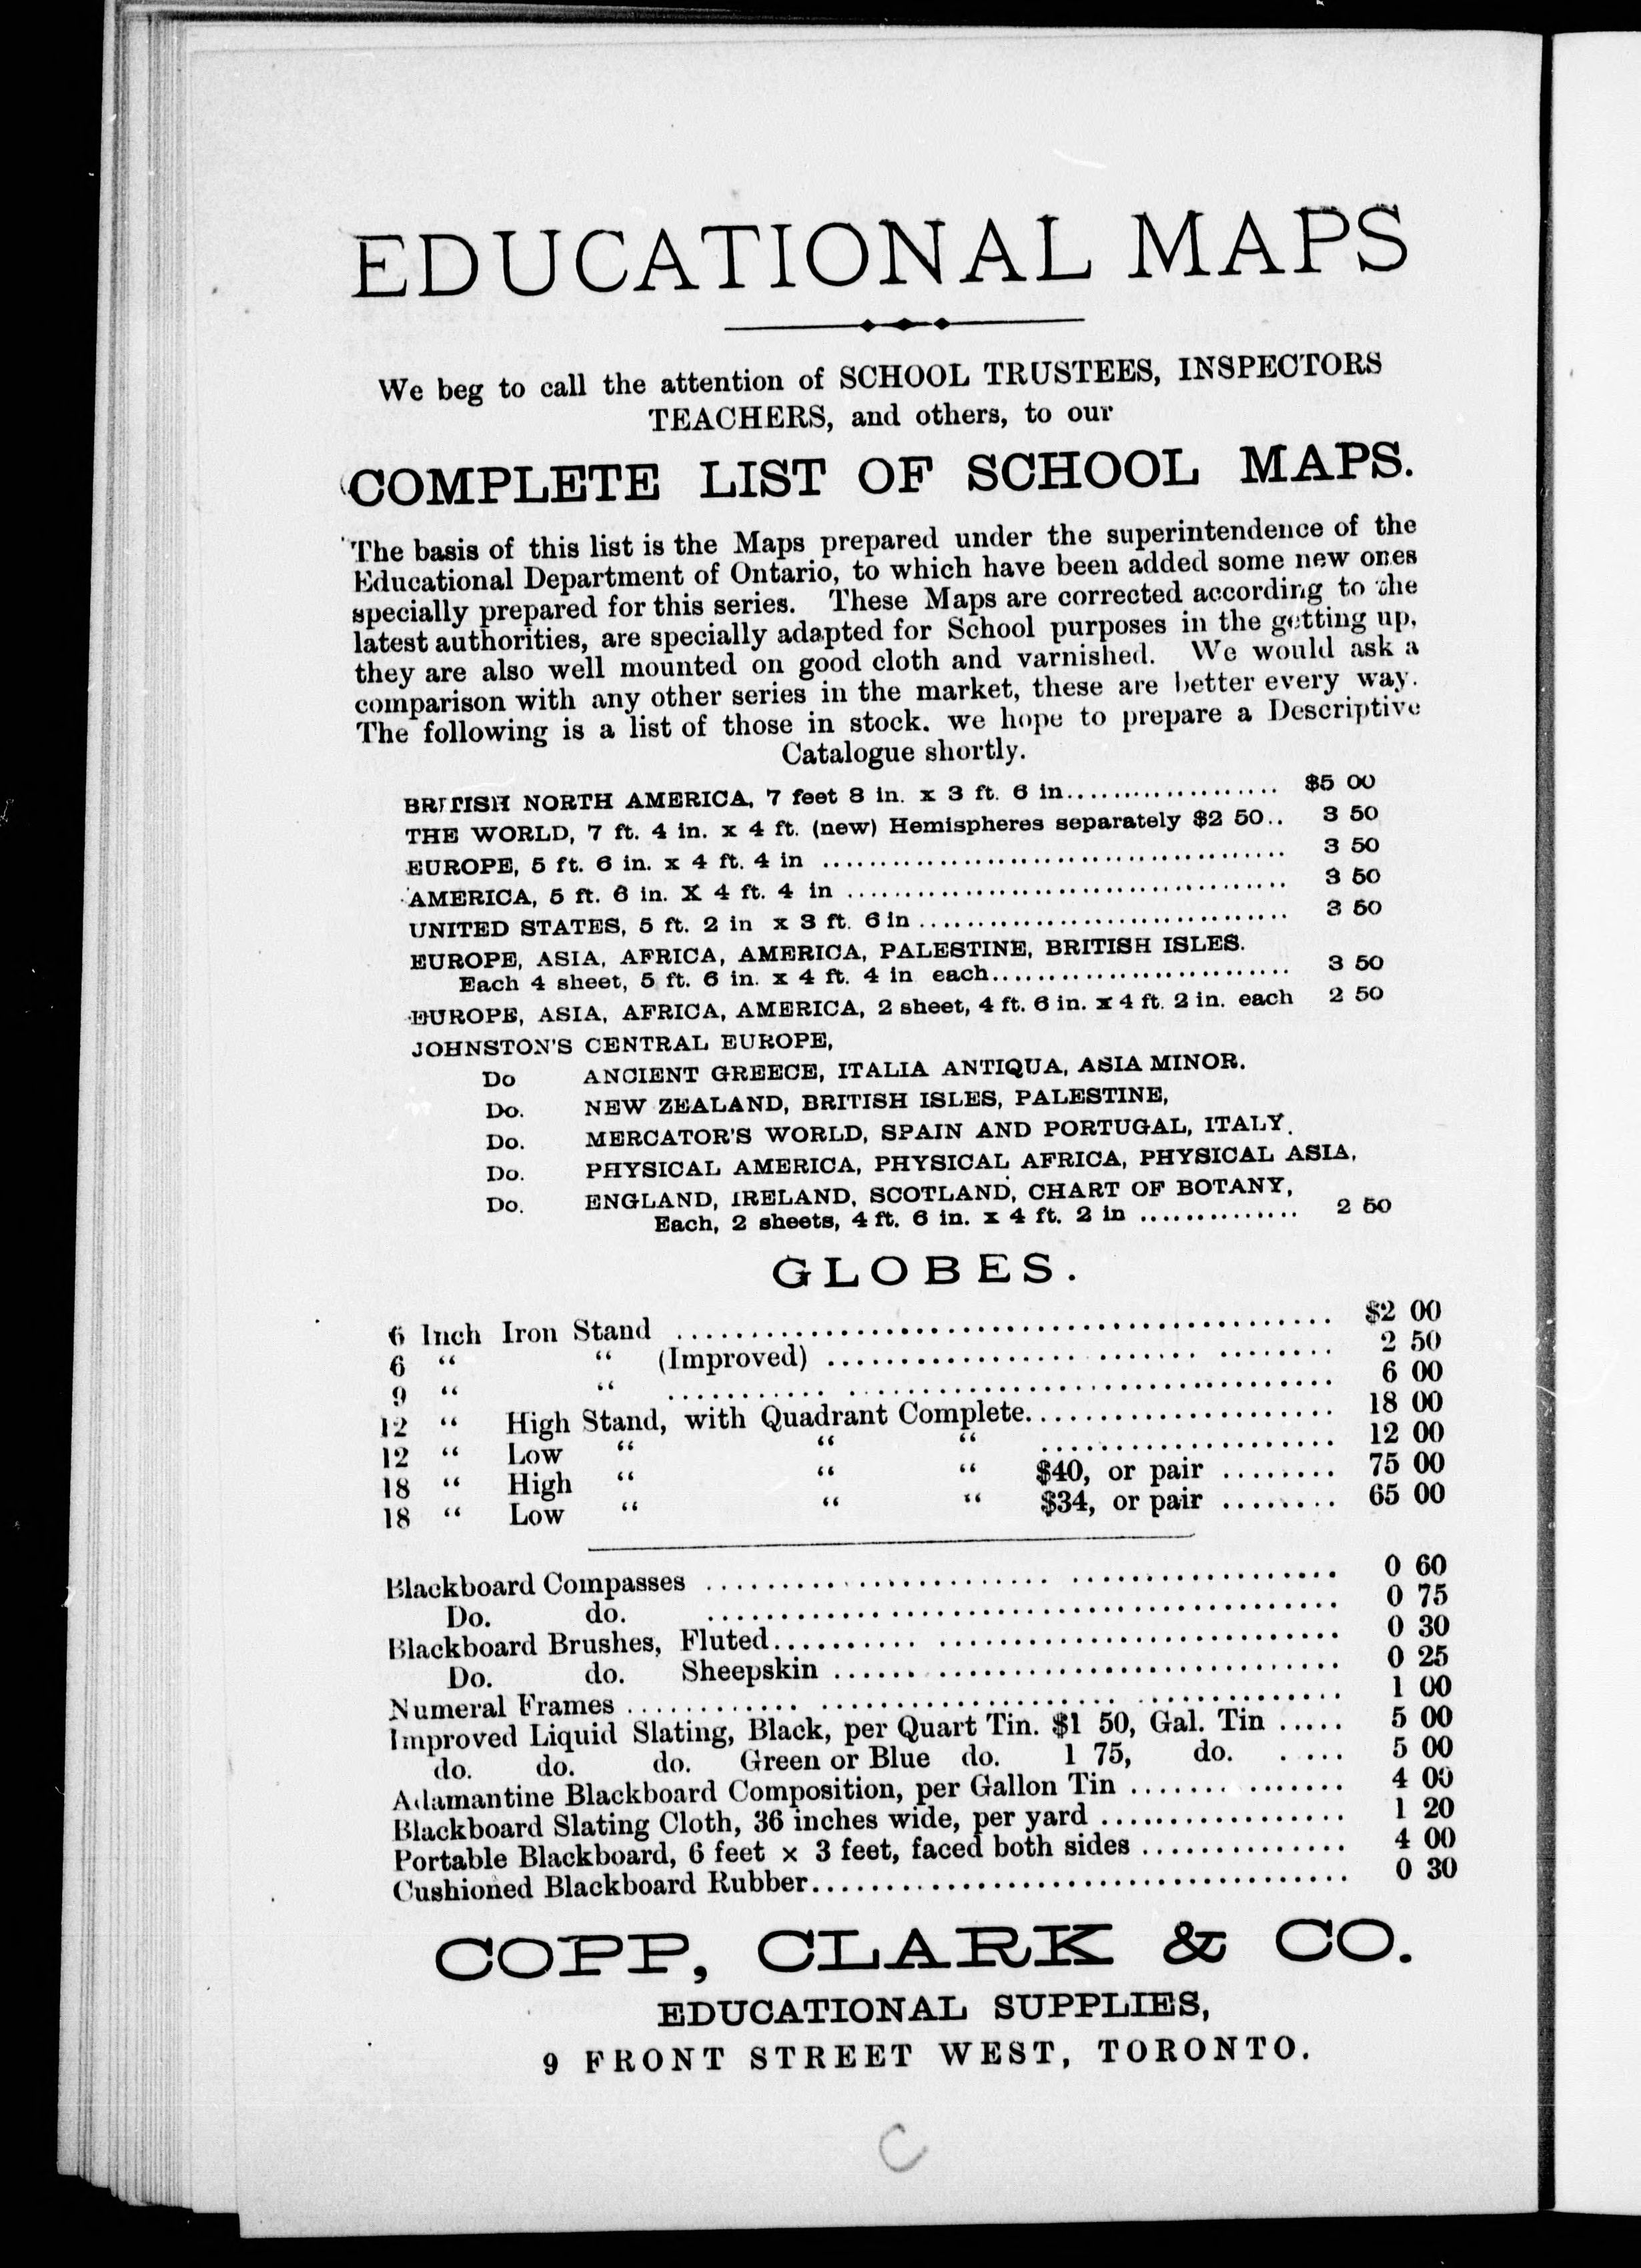 EDUCATIONAL MAPS
We beg to call the attention of SCHOOL TRUSTEES, INSPECTORS
TEACHERS, and others, to our
COMPLETE LIST OF SCHOOL MAPS.
The basis of this list is the Maps prepared under the superintendence of the
Educational Department of Ontario, to which have been added some new ones
specially prepared for this series. These Maps are corrected according to the
latest authorities, are specially adapted for School purposes in the getting up,
they are also well mounted on good cloth and varnished. We would ask a
comparison with any other series in the market, these are better every way.
The following is a list of those in stock. we hope to prepare a Descriptive
Catalogue shortly.
BRITISH NORTH AMERICA, 7 feet 8 in. x 3 ft. 6 in.................. $5 00
THE WORLD, 7 ft. 4 in. x 4 ft. (new) Hemispheres separately $2 50.. 3 50
EUROPE, 5 ft. 6 in. x 4 ft. 4 in ........................................ 3 50
AMERICA, 5 ft. 6 in. X 4 ft. 4 in ...................................... 3 50
UNITED STATES, 5 ft. 2 in x 3 ft. 6 in ................................ 3 50
EUROPE, ASIA, AFRICA, AMERICA, PALESTINE, BRITISH ISLES.
Each 4 sheet, 5 ft. 6 in. x 4 ft. 4 in each.......................... 3 50
EUROPE, ASIA, AFRICA, AMERICA, 2 sheet, 4 ft. 6 in. x 4 ft. 2 in. each 2 50
JOHNSTON'S CENTRAL EUROPE,
Do ANCIENT GREECE, ITALIA ANTIQUA, ASIA MINOR.
Do. NEW ZEALAND, BRITISH ISLES, PALESTINE,
Do. MERCATOR'S WORLD, SPAIN AND PORTUGAL, ITALY.
Do. PHYSICAL AMERICA, PHYSICAL AFRICA, PHYSICAL ASIA,
Do. ENGLAND, IRELAND, SCOTLAND, CHART OF BOTANY,
Each, 2 sheets, 4 ft. 6 in. x 4 ft. 2 in .............. 2 50
GLOBES.
6 Inch Iron Stand ............................................. $2 00
6 “ “ (Improved) ................................... 2 50
9 “ “ ............................................. 6 00
12 “ High Stand, with Quadrant Complete..................... 18 00
12 “ Low “ “ “ .................... 12 00
18 “ High “ “ “ $40, or pair ........ 75 00
18 “ Low “ “ “ $34, or pair ........ 65 00
Blackboard Compasses .......................................... 0 60
Do. do. .......................................... 0 75
Blackboard Brushes, Fluted..................................... 0 30
Do. do. Sheepskin .................................. 0 25
Numeral Frames ................................................ 1 00
Improved Liquid Slating, Black, per Quart Tin. $1 50, Gal. Tin ..... 5 00
do. do. do. Green or Blue do. 1 75, do. ..... 5 00
Adamantine Blackboard Composition, per Gallon Tin .............. 4 00
Blackboard Slating Cloth, 36 inches wide, per yard ................. 1 20
Portable Blackboard, 6 feet × 3 feet, faced both sides .............. 4 00
Cushioned Blackboard Rubber.................................... 0 30
COPP, CLARK & CO.
EDUCATIONAL SUPPLIES,
9 FRONT STREET WEST, TORONTO.
C